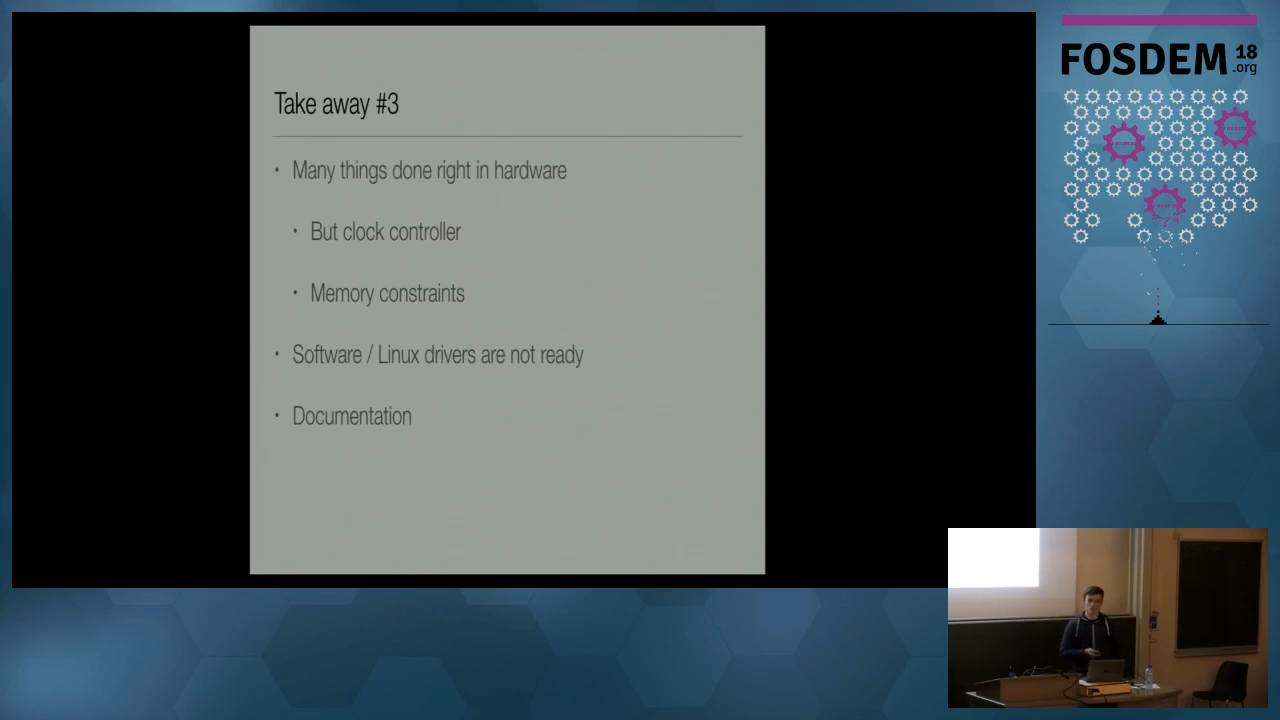 Take away #3
• Many things done right in hardware
• But clock controller
• Memory constraints
• Software / Linux drivers are not ready
• Documentation
FOSDEM 18
.org